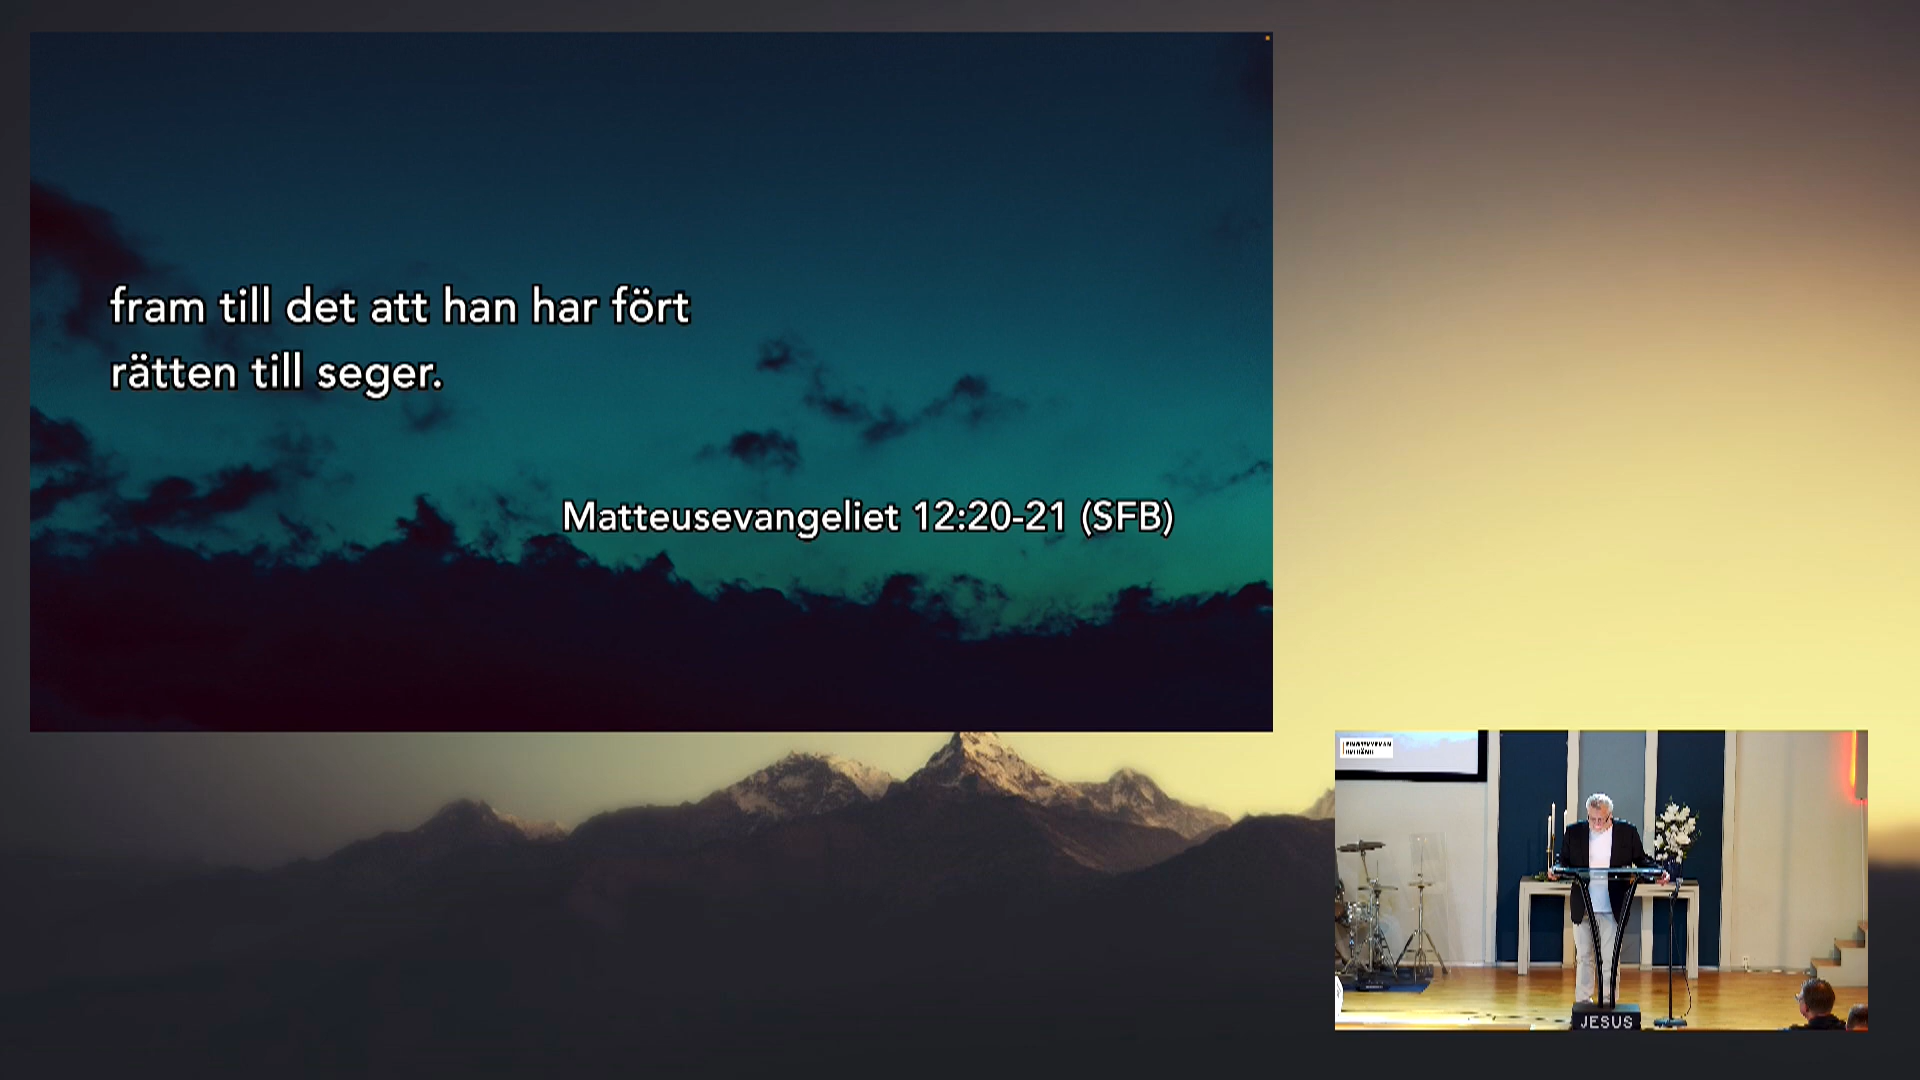 fram till det att han har fört
rätten till seger.
Matteusevangeliet 12:20-21 (SFB)
JESUS